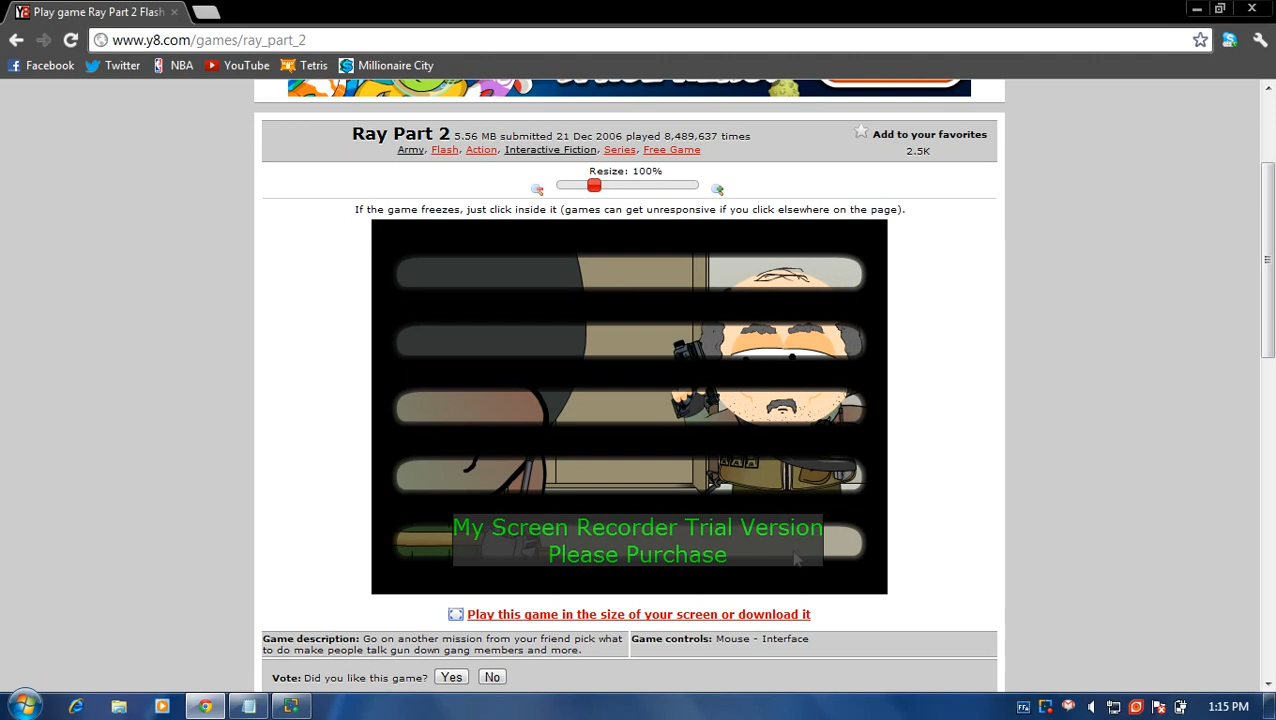 Play game Ray Part 2 Flash
www.y8.com/games/ray_part_2
Facebook Twitter NBA YouTube Tetris Millionaire City
Ray Part 2 5.56 MB submitted 21 Dec 2006 played 8,489,637 times
Add to your favorites
Army, Flash, Action, Interactive Fiction, Series, Free Game
2.5K
Resize: 100%
If the game freezes, just click inside it (games can get unresponsive if you click elsewhere on the page).
My Screen Recorder Trial Version
Please Purchase
Play this game in the size of your screen or download it
Game description: Go on another mission from your friend pick what
to do make people talk gun down gang members and more.
Game controls: Mouse - Interface
Vote: Did you like this game? Yes No
1:15 PM